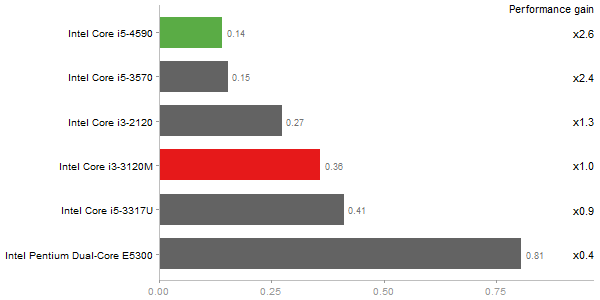 Performance gain
Intel Core i5-4590 0.14 x2.6
Intel Core i5-3570 0.15 x2.4
Intel Core i3-2120 0.27 x1.3
Intel Core i3-3120M 0.36 x1.0
Intel Core i5-3317U 0.41 x0.9
Intel Pentium Dual-Core E5300 0.81 x0.4
0.00 0.25 0.50 0.75